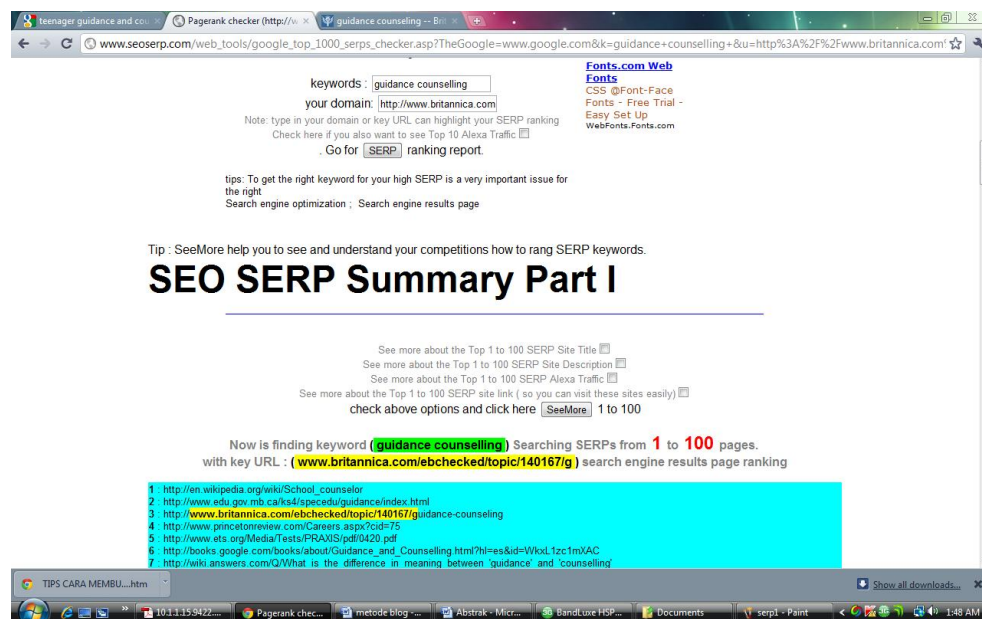 teenager guidance and cou
Pagerank checker (http://w
guidance counseling -- Bri
www.seoserp.com/web_tools/google_top_1000_serps_checker.asp?TheGoogle=www.google.com&k=guidance+counselling+&u=http%3A%2F%2Fwww.britannica.com
Fonts.com Web
Fonts
CSS @Font-Face
Fonts - Free Trial -
Easy Set Up
WebFonts.Fonts.com
keywords : guidance counselling
your domain: http://www.britannica.com
Note: type in your domain or key URL can highlight your SERP ranking
Check here if you also want to see Top 10 Alexa Traffic
. Go for SERP ranking report.
tips: To get the right keyword for your high SERP is a very important issue for
the right
Search engine optimization ; Search engine results page
Tip : SeeMore help you to see and understand your competitions how to rang SERP keywords.
SEO SERP Summary Part I
See more about the Top 1 to 100 SERP Site Title
See more about the Top 1 to 100 SERP Site Description
See more about the Top 1 to 100 SERP Alexa Traffic
See more about the Top 1 to 100 SERP site link ( so you can visit these sites easily)
check above options and click here SeeMore 1 to 100
Now is finding keyword ( guidance counselling ) Searching SERPs from 1 to 100 pages.
with key URL : ( www.britannica.com/ebchecked/topic/140167/g ) search engine results page ranking
1 : http://en.wikipedia.org/wiki/School_counselor
2 : http://www.edu.gov.mb.ca/ks4/specedu/guidance/index.html
3 : http://www.britannica.com/ebchecked/topic/140167/guidance-counseling
4 : http://www.princetonreview.com/Careers.aspx?cid=75
5 : http://www.ets.org/Media/Tests/PRAXIS/pdf/0420.pdf
6 : http://books.google.com/books/about/Guidance_and_Counselling.html?hl=es&id=WkxL1zc1mXAC
7 : http://wiki.answers.com/Q/What_is_the_difference_in_meaning_between_'guidance'_and_'counselling'
TIPS CARA MEMBU....htm
Show all downloads...
10.1.1.15.9422....
Pagerank chec...
metode blog -...
Abstrak - Micr...
BandLuxe HSP...
Documents
serp1 - Paint
1:48 AM